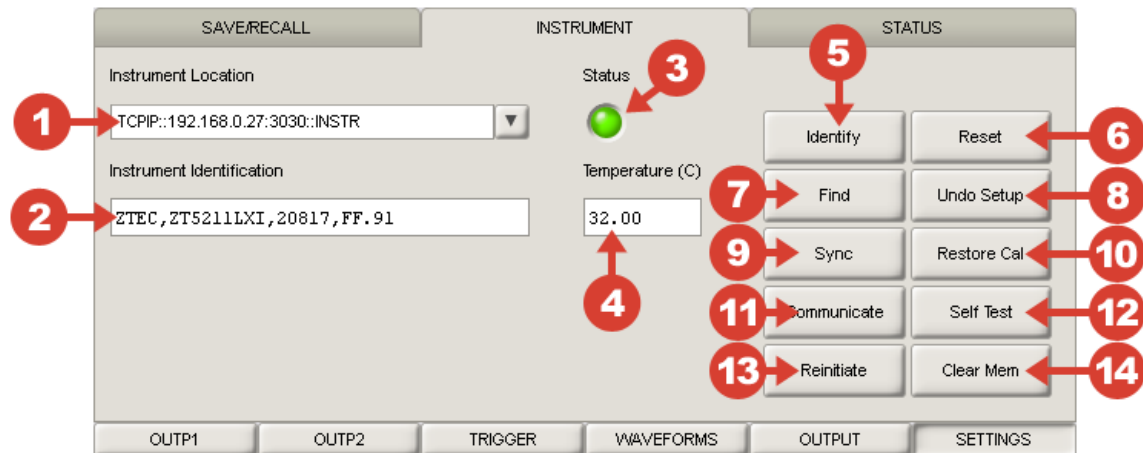 SAVE/RECALL
INSTRUMENT
STATUS
Instrument Location
Status
3
5
1
TCPIP::192.168.0.27:3030::INSTR
Identify
Reset
6
Instrument Identification
Temperature (C)
7
Find
Undo Setup
8
2
ZTEC,ZT5211LXI,20817,FF.91
32.00
9
Sync
Restore Cal
10
4
11
ommunicate
Self Test
12
13
Reinitiate
Clear Mem
14
OUTP1
OUTP2
TRIGGER
WAVEFORMS
OUTPUT
SETTINGS